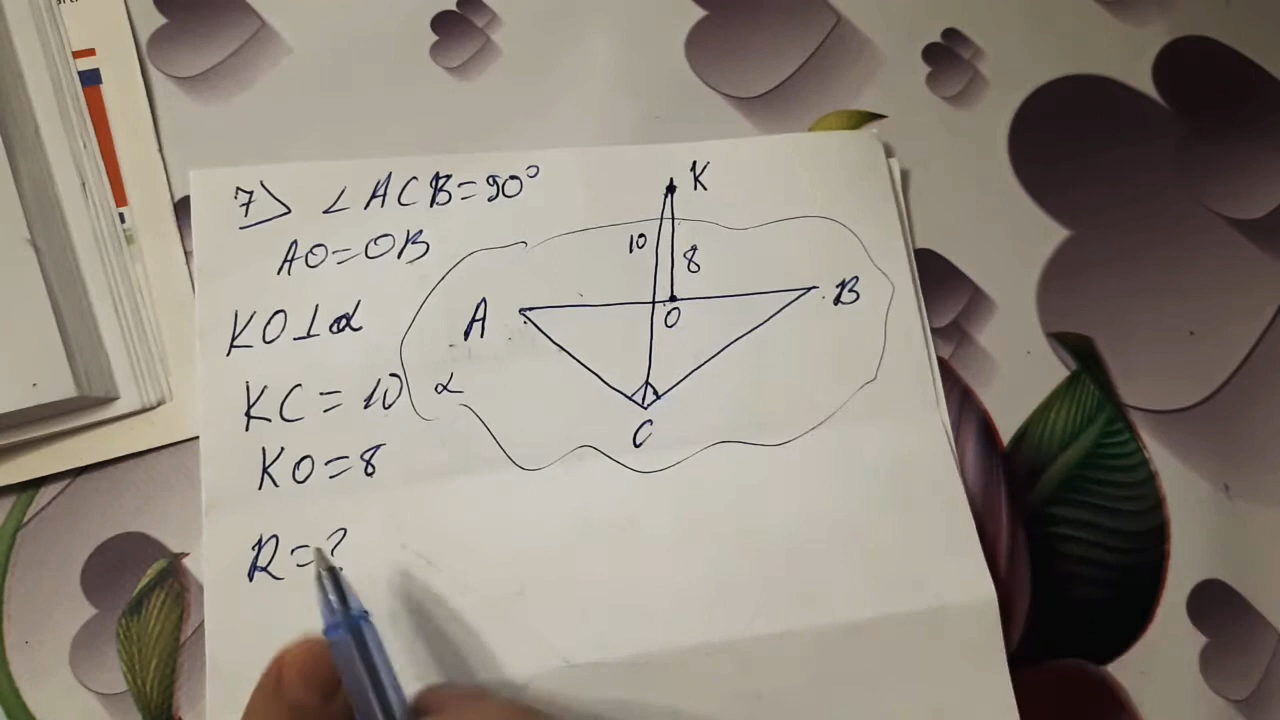 7) ∠ACB=90°
AO=OB
KO⊥α
KC=10
KO=8
R=?
K
10
8
A
O
B
α
C